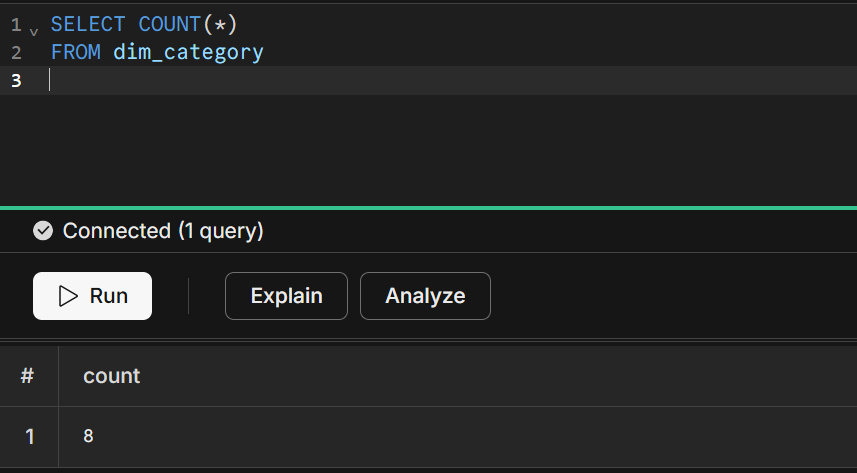 1 SELECT COUNT(*)
2 FROM dim_category
3
Connected (1 query)
Run Explain Analyze
# count
1 8